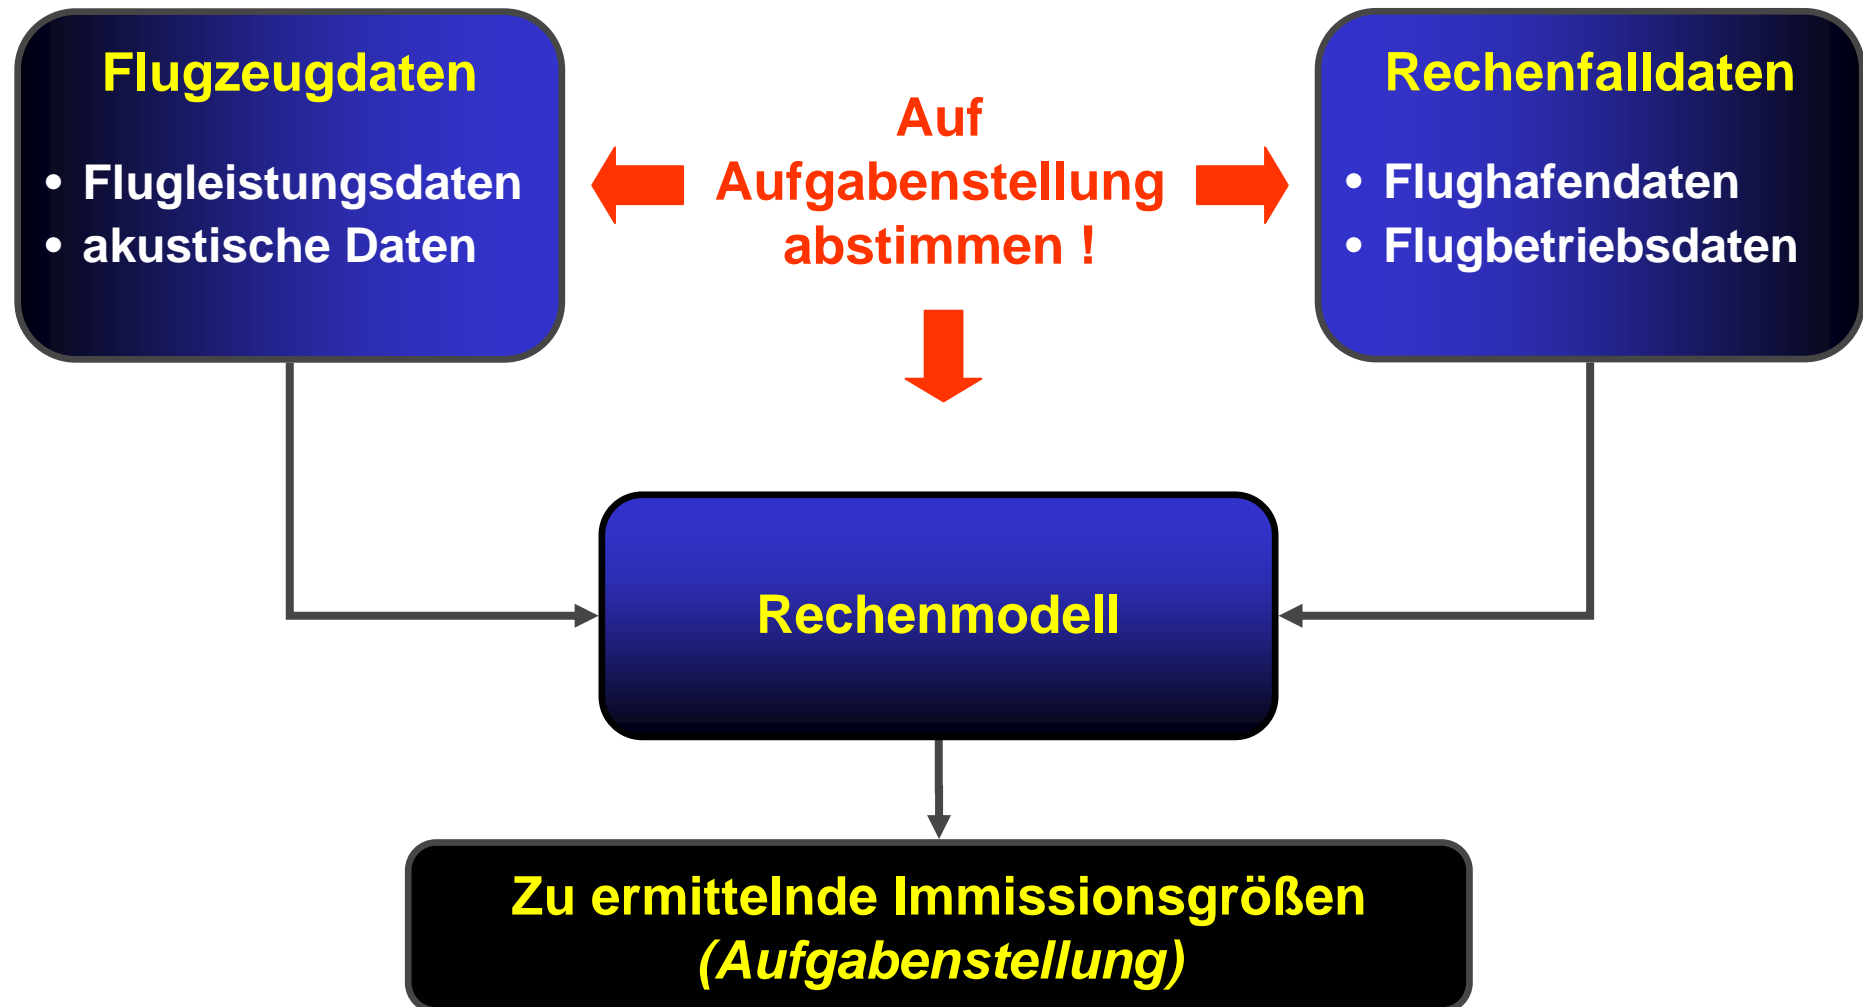 Flugzeugdaten
• Flugleistungsdaten
• akustische Daten
Auf
Aufgabenstellung
abstimmen !
Rechenfalldaten
• Flughafendaten
• Flugbetriebsdaten
Rechenmodell
Zu ermittelnde Immissionsgrößen
(Aufgabenstellung)